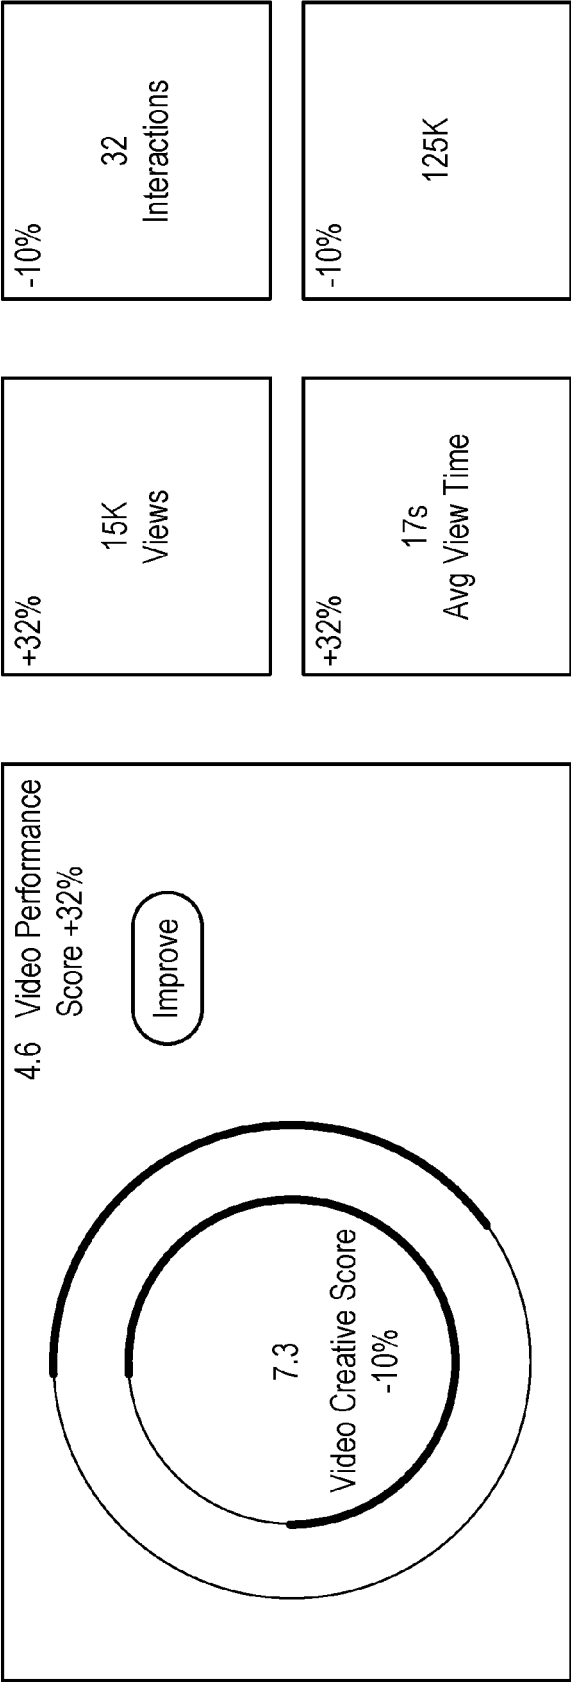 4.6 Video Performance
Score +32%
Improve
7.3
Video Creative Score
-10%
+32%
15K
Views
-10%
32
Interactions
+32%
17s
Avg View Time
-10%
125K